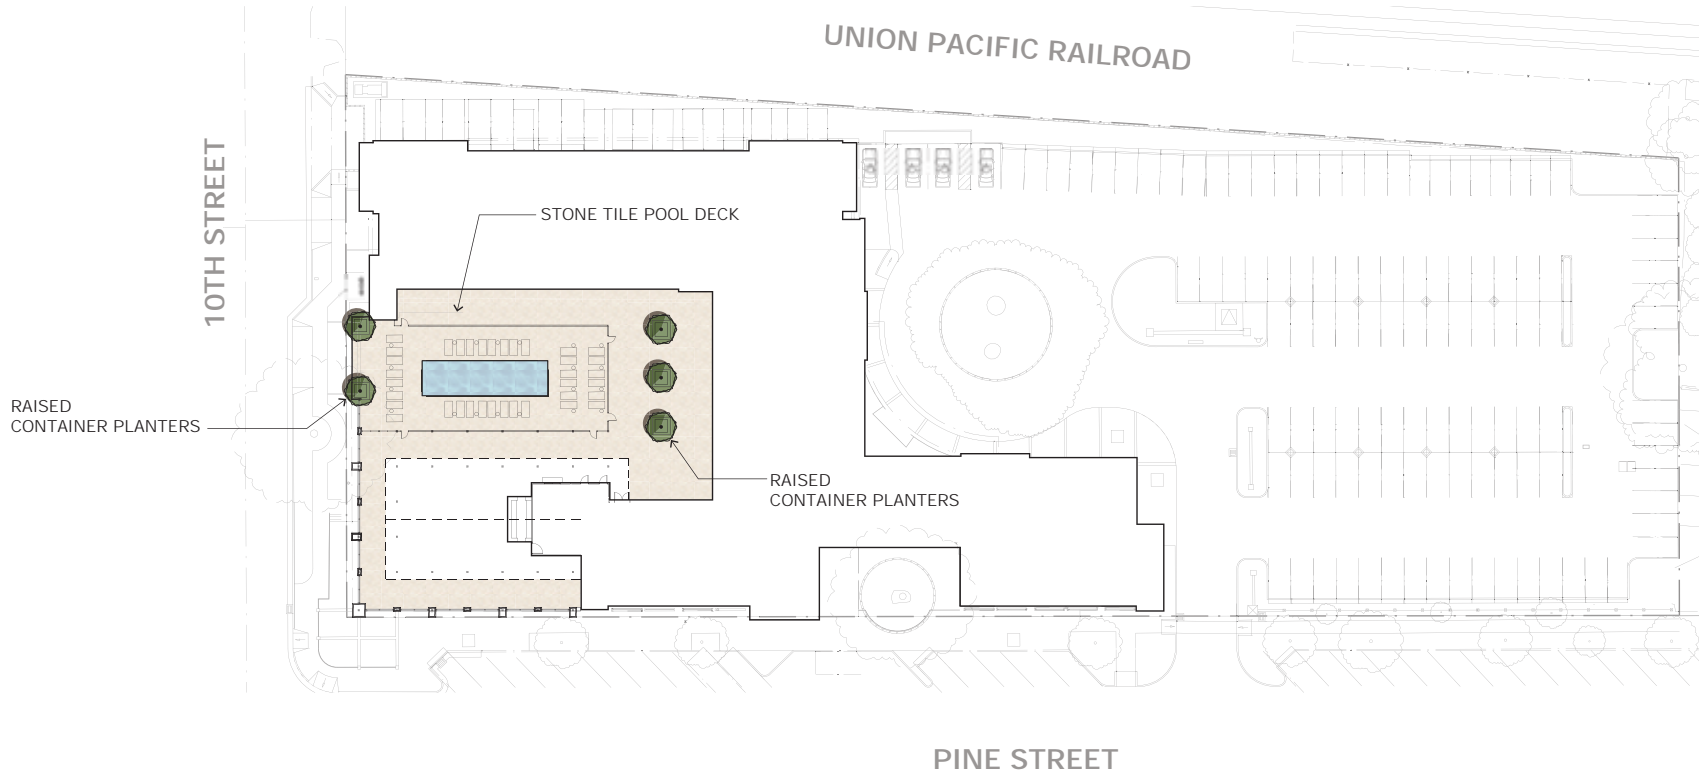 UNION PACIFIC RAILROAD
10TH STREET
STONE TILE POOL DECK
RAISED
CONTAINER PLANTERS
RAISED
CONTAINER PLANTERS
PINE STREET